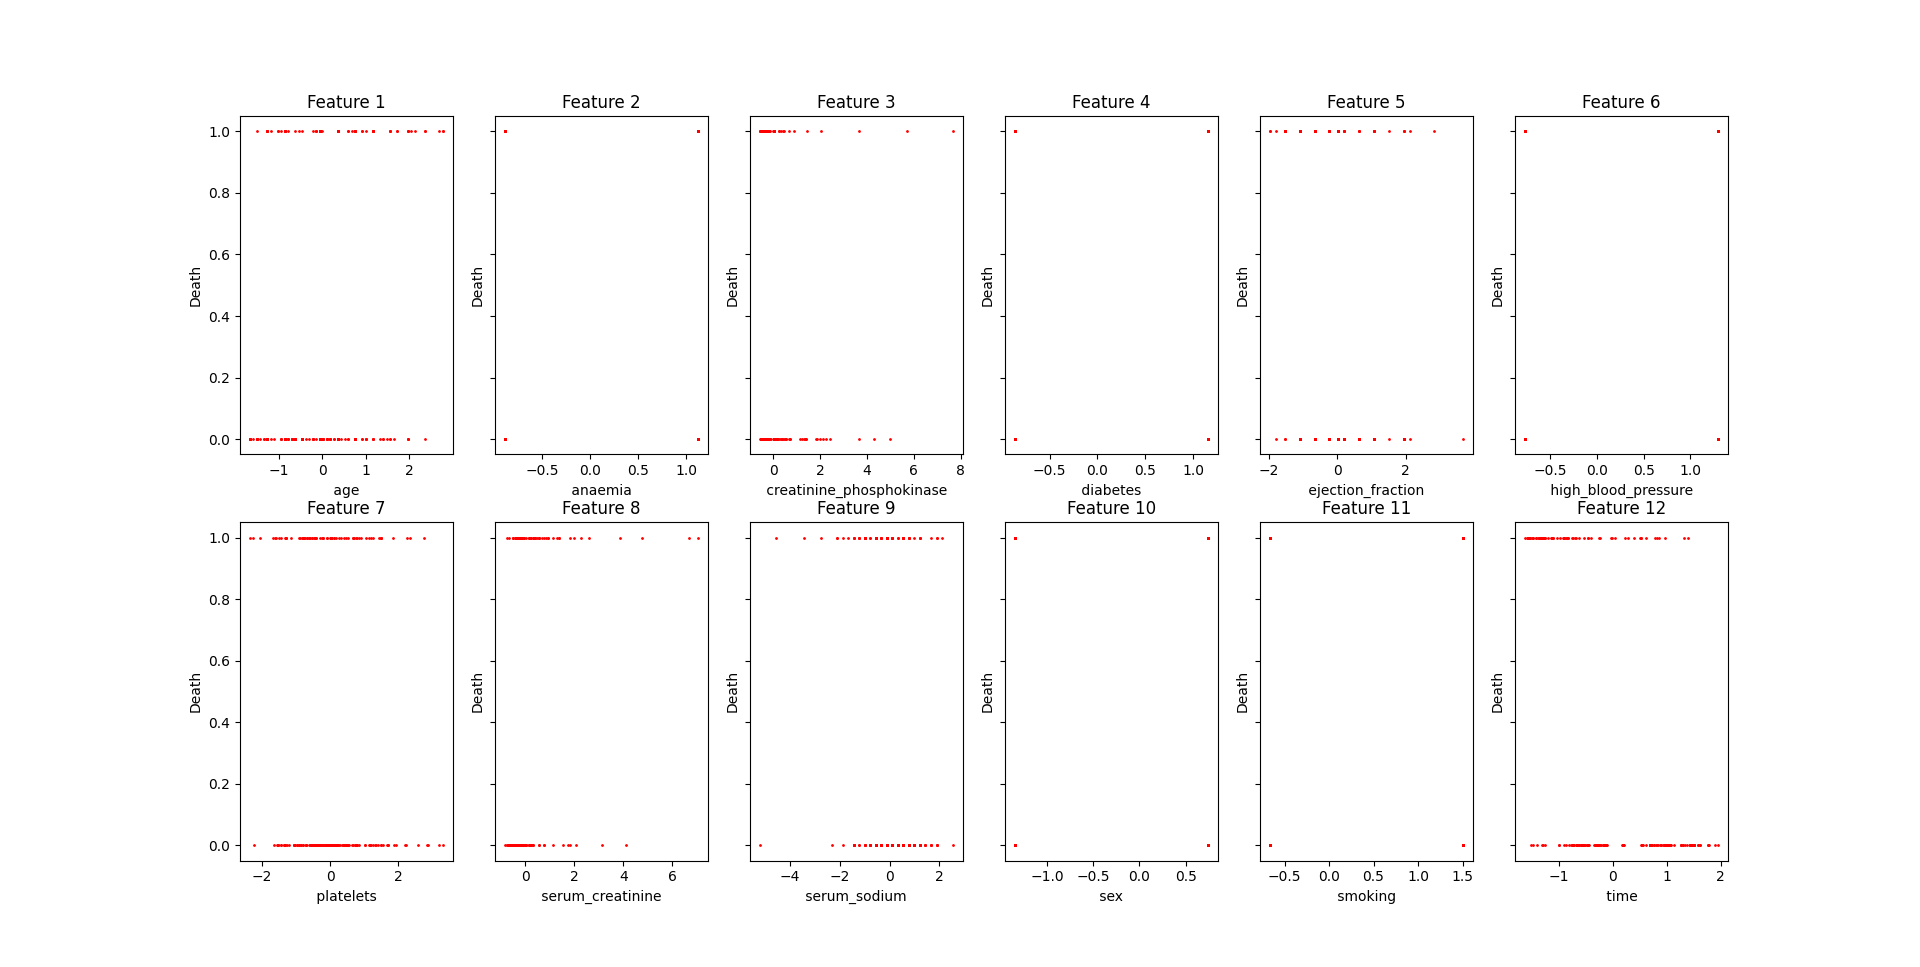 Feature 1 Feature 2 Feature 3 Feature 4 Feature 5 Feature 6
1.0
0.8
0.6
Death Death Death Death Death Death
0.4
0.2
0.0
−1 0 1 2 −0.5 0.0 0.5 1.0 0 2 4 6 8 −0.5 0.0 0.5 1.0 −2 0 2 −0.5 0.0 0.5 1.0
age anaemia creatinine_phosphokinase diabetes ejection_fraction high_blood_pressure
Feature 7 Feature 8 Feature 9 Feature 10 Feature 11 Feature 12
1.0
0.8
0.6
Death Death Death Death Death Death
0.4
0.2
0.0
−2 0 2 0 2 4 6 −4 −2 0 2 −1.0 −0.5 0.0 0.5 −0.5 0.0 0.5 1.0 1.5 −1 0 1 2
platelets serum_creatinine serum_sodium sex smoking time